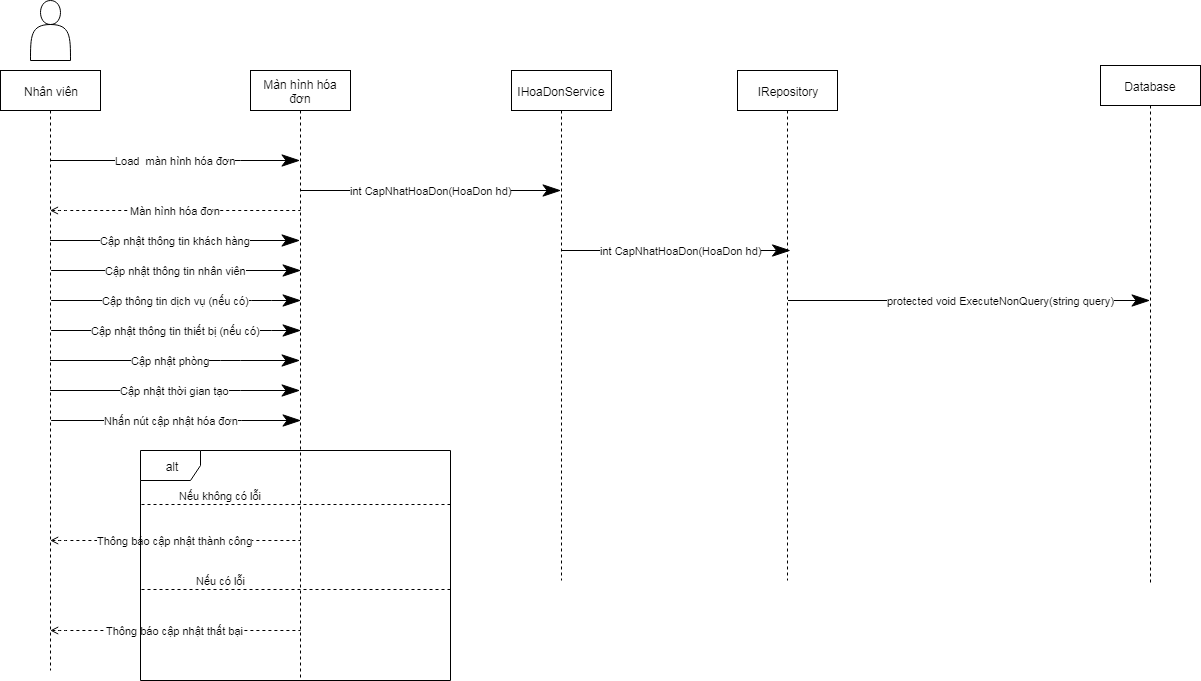 Nhân viên
Màn hình hóa
đơn
IHoaDonService
IRepository
Database
Load màn hình hóa đơn
int CapNhatHoaDon(HoaDon hd)
Màn hình hóa đơn
Cập nhật thông tin khách hàng
int CapNhatHoaDon(HoaDon hd)
Cập nhật thông tin nhân viên
Cập thông tin dịch vụ (nếu có)
protected void ExecuteNonQuery(string query)
Cập nhật thông tin thiết bị (nếu có)
Cập nhật phòng
Cập nhật thời gian tạo
Nhấn nút cập nhật hóa đơn
alt
Nếu không có lỗi
Thông báo cập nhật thành công
Nếu có lỗi
Thông báo cập nhật thất bại